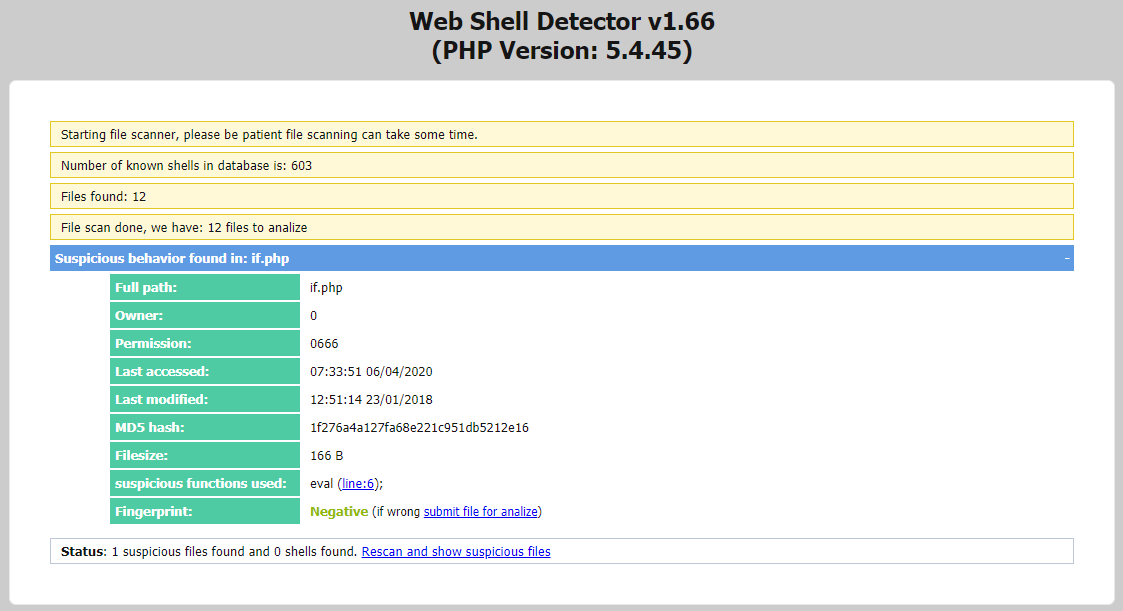 Web Shell Detector v1.66
(PHP Version: 5.4.45)
Starting file scanner, please be patient file scanning can take some time.
Number of known shells in database is: 603
Files found: 12
File scan done, we have: 12 files to analize
Suspicious behavior found in: if.php -
Full path: if.php
Owner: 0
Permission: 0666
Last accessed: 07:33:51 06/04/2020
Last modified: 12:51:14 23/01/2018
MD5 hash: 1f276a4a127fa68e221c951db5212e16
Filesize: 166 B
suspicious functions used: eval (line:6);
Fingerprint: Negative (if wrong submit file for analize)
Status: 1 suspicious files found and 0 shells found. Rescan and show suspicious files